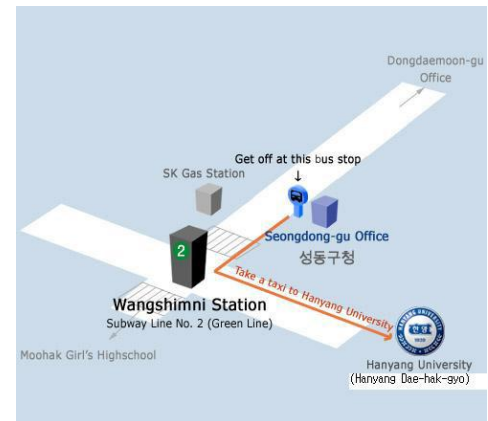 Dongdaemoon-gu
Office
Get off at this bus stop
↓
SK Gas Station
Seongdong-gu Office
성동구청
2
Take a taxi to Hanyang University
Wangshimni Station
Subway Line No. 2 (Green Line)
Moohak Girl's Highschool
Hanyang University
(Hanyang Dae-hak-gyo)